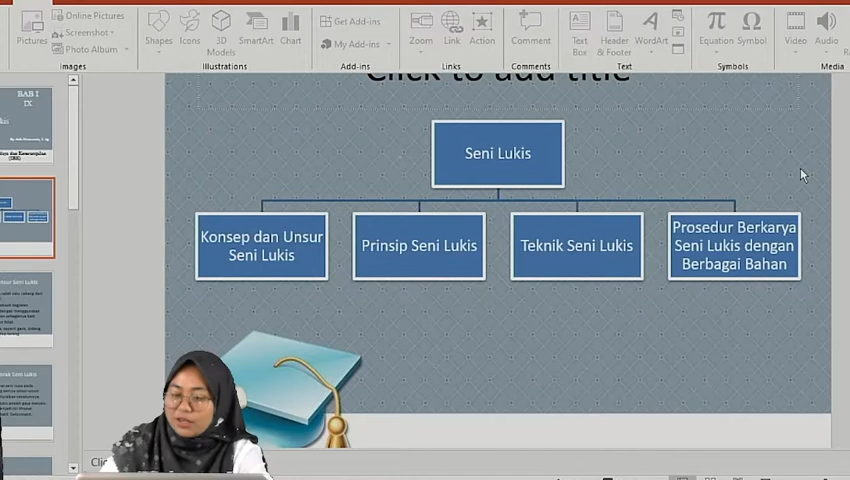 Pictures
Online Pictures
Screenshot
Photo Album
Images
Shapes
Icons
3D
Models
SmartArt
Chart
Illustrations
Get Add-ins
My Add-ins
Add-ins
Zoom
Link
Action
Links
Comment
Comments
Text
Box
Header
& Footer
WordArt
Text
Equation
Symbol
Symbols
Video
Audio
Media
BAB I
IX
Click to add title
Seni Lukis
Konsep dan Unsur
Seni Lukis
Prinsip Seni Lukis
Teknik Seni Lukis
Prosedur Berkarya
Seni Lukis dengan
Berbagai Bahan